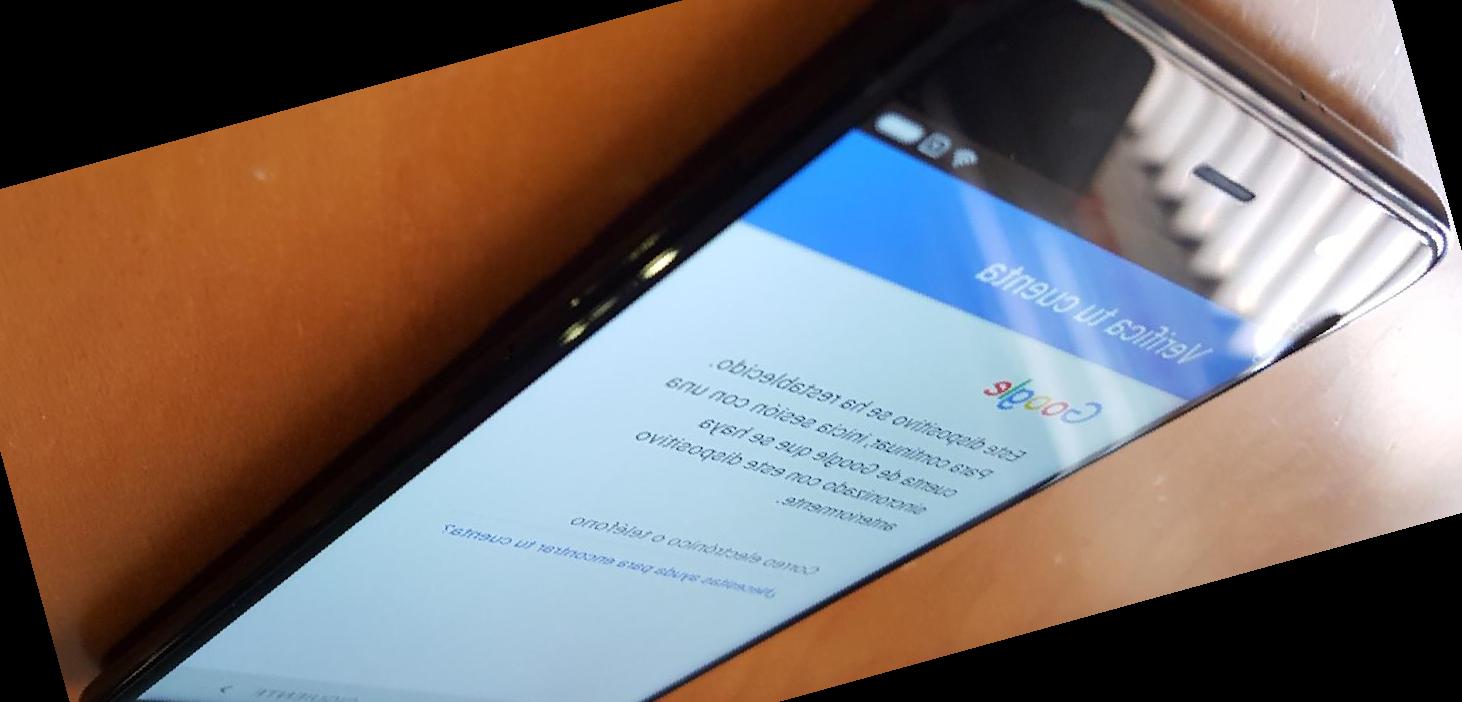 Verifica tu cuenta
Google
Este dispositivo se ha restablecido.
Para continuar, inicia sesión con una
cuenta de Google que se haya
sincronizado con este dispositivo
anteriormente.
Correo electrónico o teléfono
¿Necesitas ayuda para encontrar tu cuenta?
SIGUIENTE >